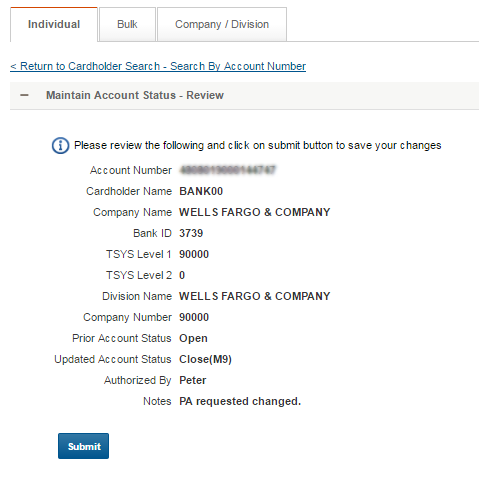 Individual
Bulk
Company / Division
< Return to Cardholder Search - Search By Account Number
− Maintain Account Status - Review
Please review the following and click on submit button to save your changes
Account Number
Cardholder Name BANK00
Company Name WELLS FARGO & COMPANY
Bank ID 3739
TSYS Level 1 90000
TSYS Level 2 0
Division Name WELLS FARGO & COMPANY
Company Number 90000
Prior Account Status Open
Updated Account Status Close(M9)
Authorized By Peter
Notes PA requested changed.
Submit